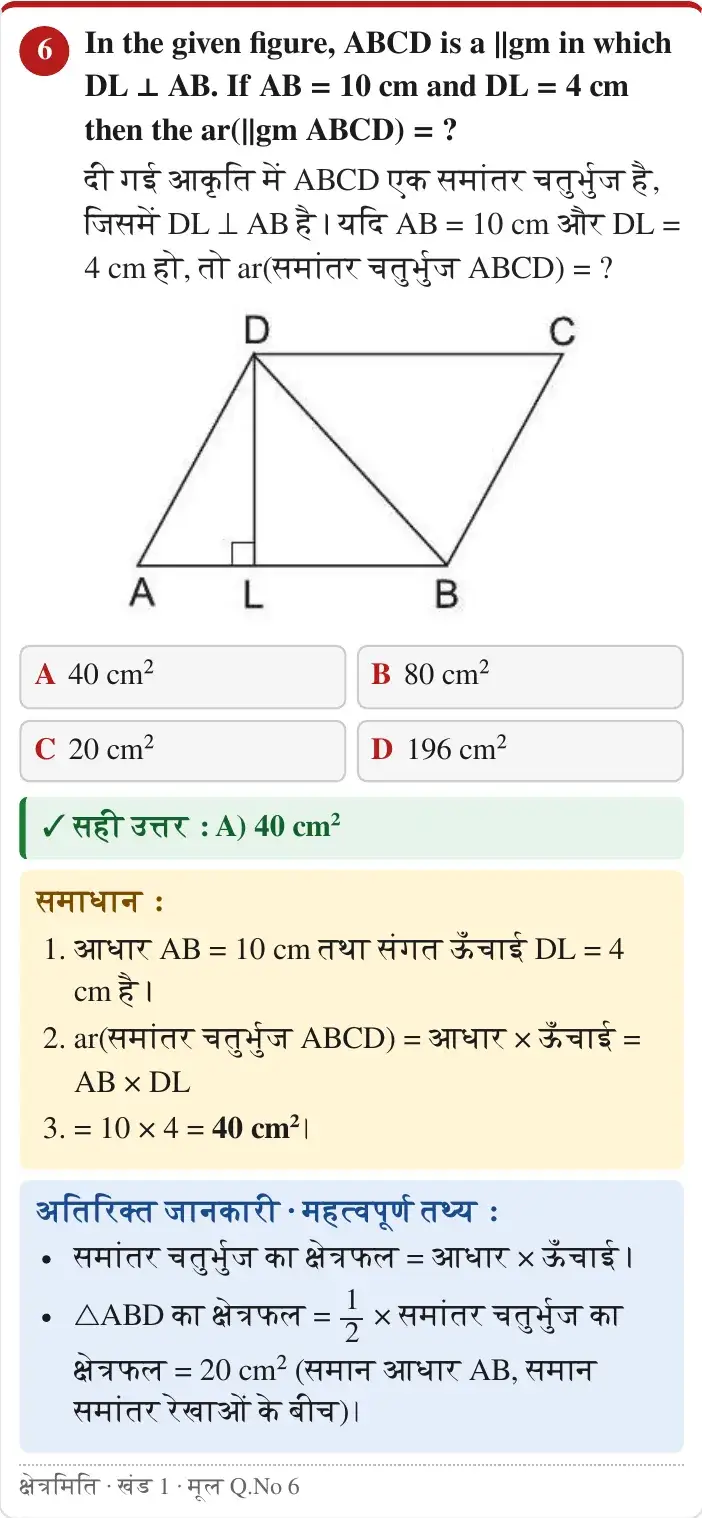 6
In the given figure, ABCD is a ||gm in which
DL ⊥ AB. If AB = 10 cm and DL = 4 cm
then the ar(||gm ABCD) = ?
दी गई आकृति में ABCD एक समांतर चतुर्भुज है,
जिसमें DL ⊥ AB है। यदि AB = 10 cm और DL =
4 cm हो, तो ar(समांतर चतुर्भुज ABCD) = ?
D C
A L B
A 40 cm² B 80 cm²
C 20 cm² D 196 cm²
✓ सही उत्तर : A) 40 cm²
समाधान :
1. आधार AB = 10 cm तथा संगत ऊँचाई DL = 4
cm है।
2. ar(समांतर चतुर्भुज ABCD) = आधार × ऊँचाई =
AB × DL
3. = 10 × 4 = 40 cm²।
अतिरिक्त जानकारी · महत्वपूर्ण तथ्य :
• समांतर चतुर्भुज का क्षेत्रफल = आधार × ऊँचाई।
• △ABD का क्षेत्रफल = 1/2 × समांतर चतुर्भुज का
क्षेत्रफल = 20 cm² (समान आधार AB, समान
समांतर रेखाओं के बीच)।
क्षेत्रमिति · खंड 1 · मूल Q.No 6